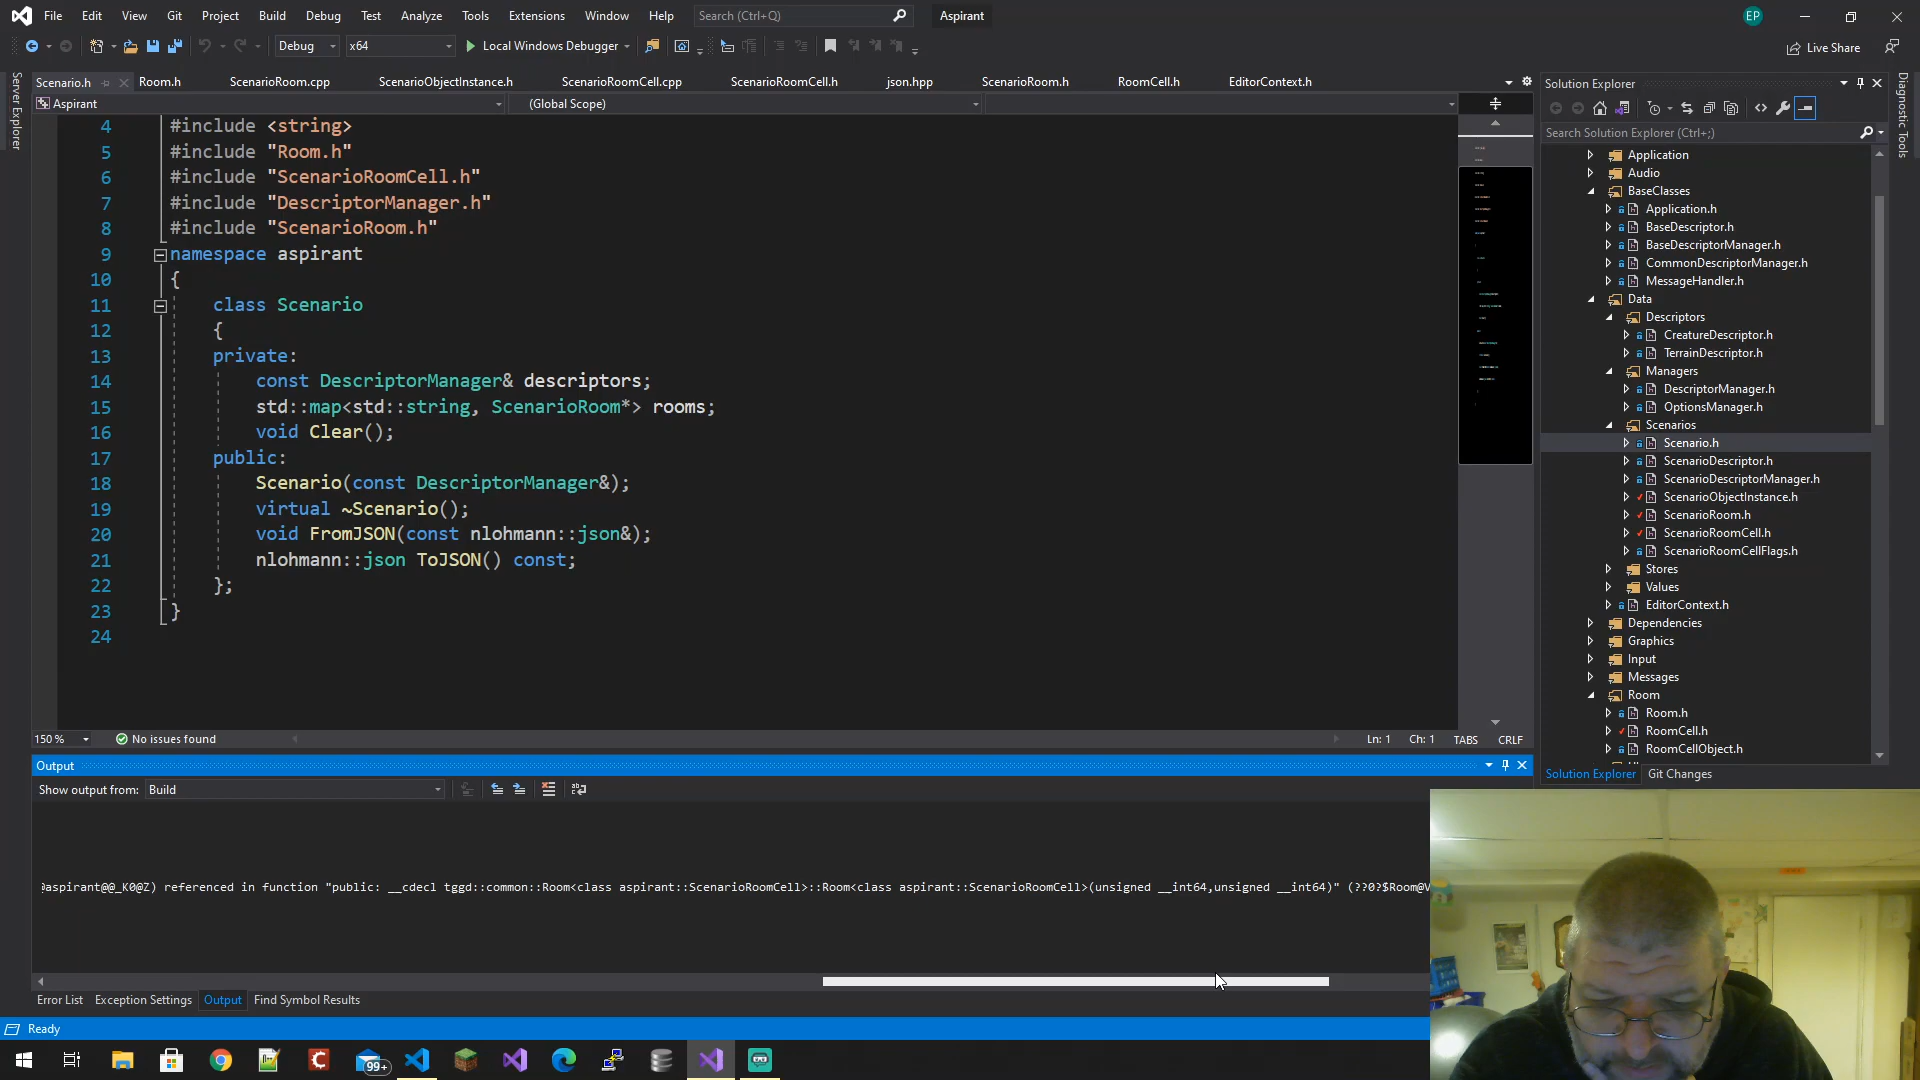 File Edit View Git Project Build Debug Test Analyze Tools Extensions Window Help Search (Ctrl+Q) Aspirant EP
Debug x64 Local Windows Debugger Live Share
Server Explorer
Scenario.h Room.h ScenarioRoom.cpp ScenarioObjectInstance.h ScenarioRoomCell.cpp ScenarioRoomCell.h json.hpp ScenarioRoom.h RoomCell.h EditorContext.h
Aspirant (Global Scope)
4 #include <string>
5 #include "Room.h"
6 #include "ScenarioRoomCell.h"
7 #include "DescriptorManager.h"
8 #include "ScenarioRoom.h"
9 namespace aspirant
10 {
11 class Scenario
12 {
13 private:
14 const DescriptorManager& descriptors;
15 std::map<std::string, ScenarioRoom*> rooms;
16 void Clear();
17 public:
18 Scenario(const DescriptorManager&);
19 virtual ~Scenario();
20 void FromJSON(const nlohmann::json&);
21 nlohmann::json ToJSON() const;
22 };
23 }
24
150 % No issues found Ln: 1 Ch: 1 TABS CRLF
Output
Show output from: Build
@aspirant@@_K0@Z) referenced in function "public: __cdecl tggd::common::Room<class aspirant::ScenarioRoomCell>::Room<class aspirant::ScenarioRoomCell>(unsigned __int64,unsigned __int64)" (??0?$Room@V
Error List Exception Settings Output Find Symbol Results
Ready
99+
Solution Explorer
Search Solution Explorer (Ctrl+;)
Application
Audio
BaseClasses
Application.h
BaseDescriptor.h
BaseDescriptorManager.h
CommonDescriptorManager.h
MessageHandler.h
Data
Descriptors
CreatureDescriptor.h
TerrainDescriptor.h
Managers
DescriptorManager.h
OptionsManager.h
Scenarios
Scenario.h
ScenarioDescriptor.h
ScenarioDescriptorManager.h
ScenarioObjectInstance.h
ScenarioRoom.h
ScenarioRoomCell.h
ScenarioRoomCellFlags.h
Stores
Values
EditorContext.h
Dependencies
Graphics
Input
Messages
Room
Room.h
RoomCell.h
RoomCellObject.h
Solution Explorer Git Changes
Diagnostic Tools